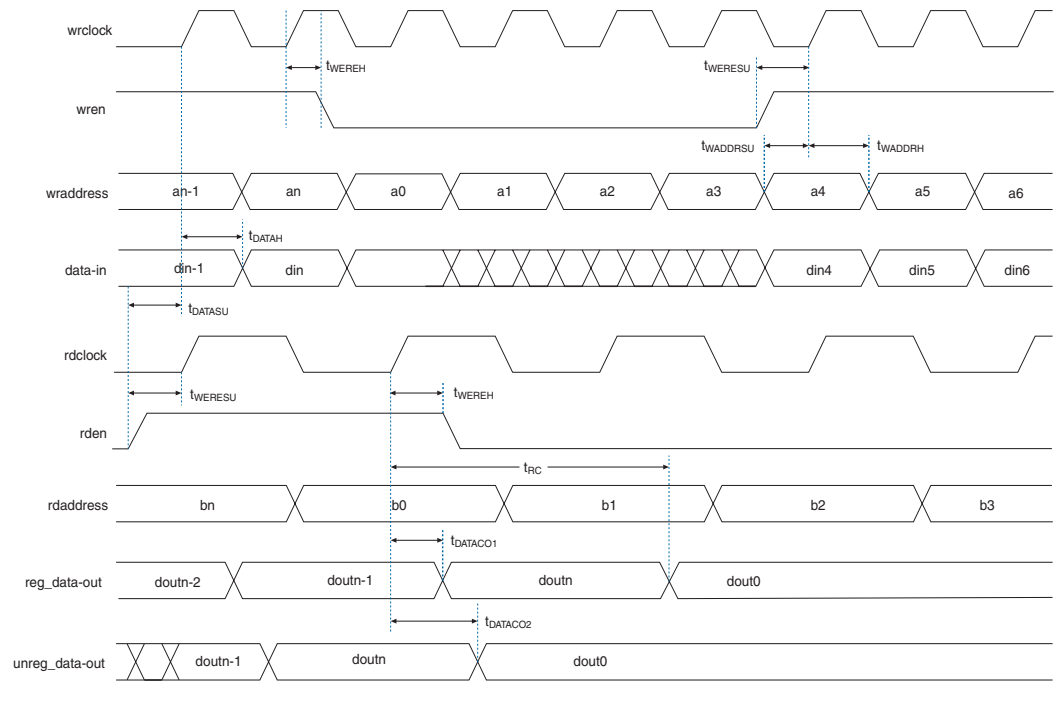 wrclock
tWEREH
tWERESU
wren
tWADDRSU
tWADDRH
wraddress
an-1
an
a0
a1
a2
a3
a4
a5
a6
tDATAH
data-in
din-1
din
din4
din5
din6
tDATASU
rdclock
tWERESU
tWEREH
rden
tRC
rdaddress
bn
b0
b1
b2
b3
tDATACO1
reg_data-out
doutn-2
doutn-1
doutn
dout0
tDATACO2
unreg_data-out
doutn-1
doutn
dout0